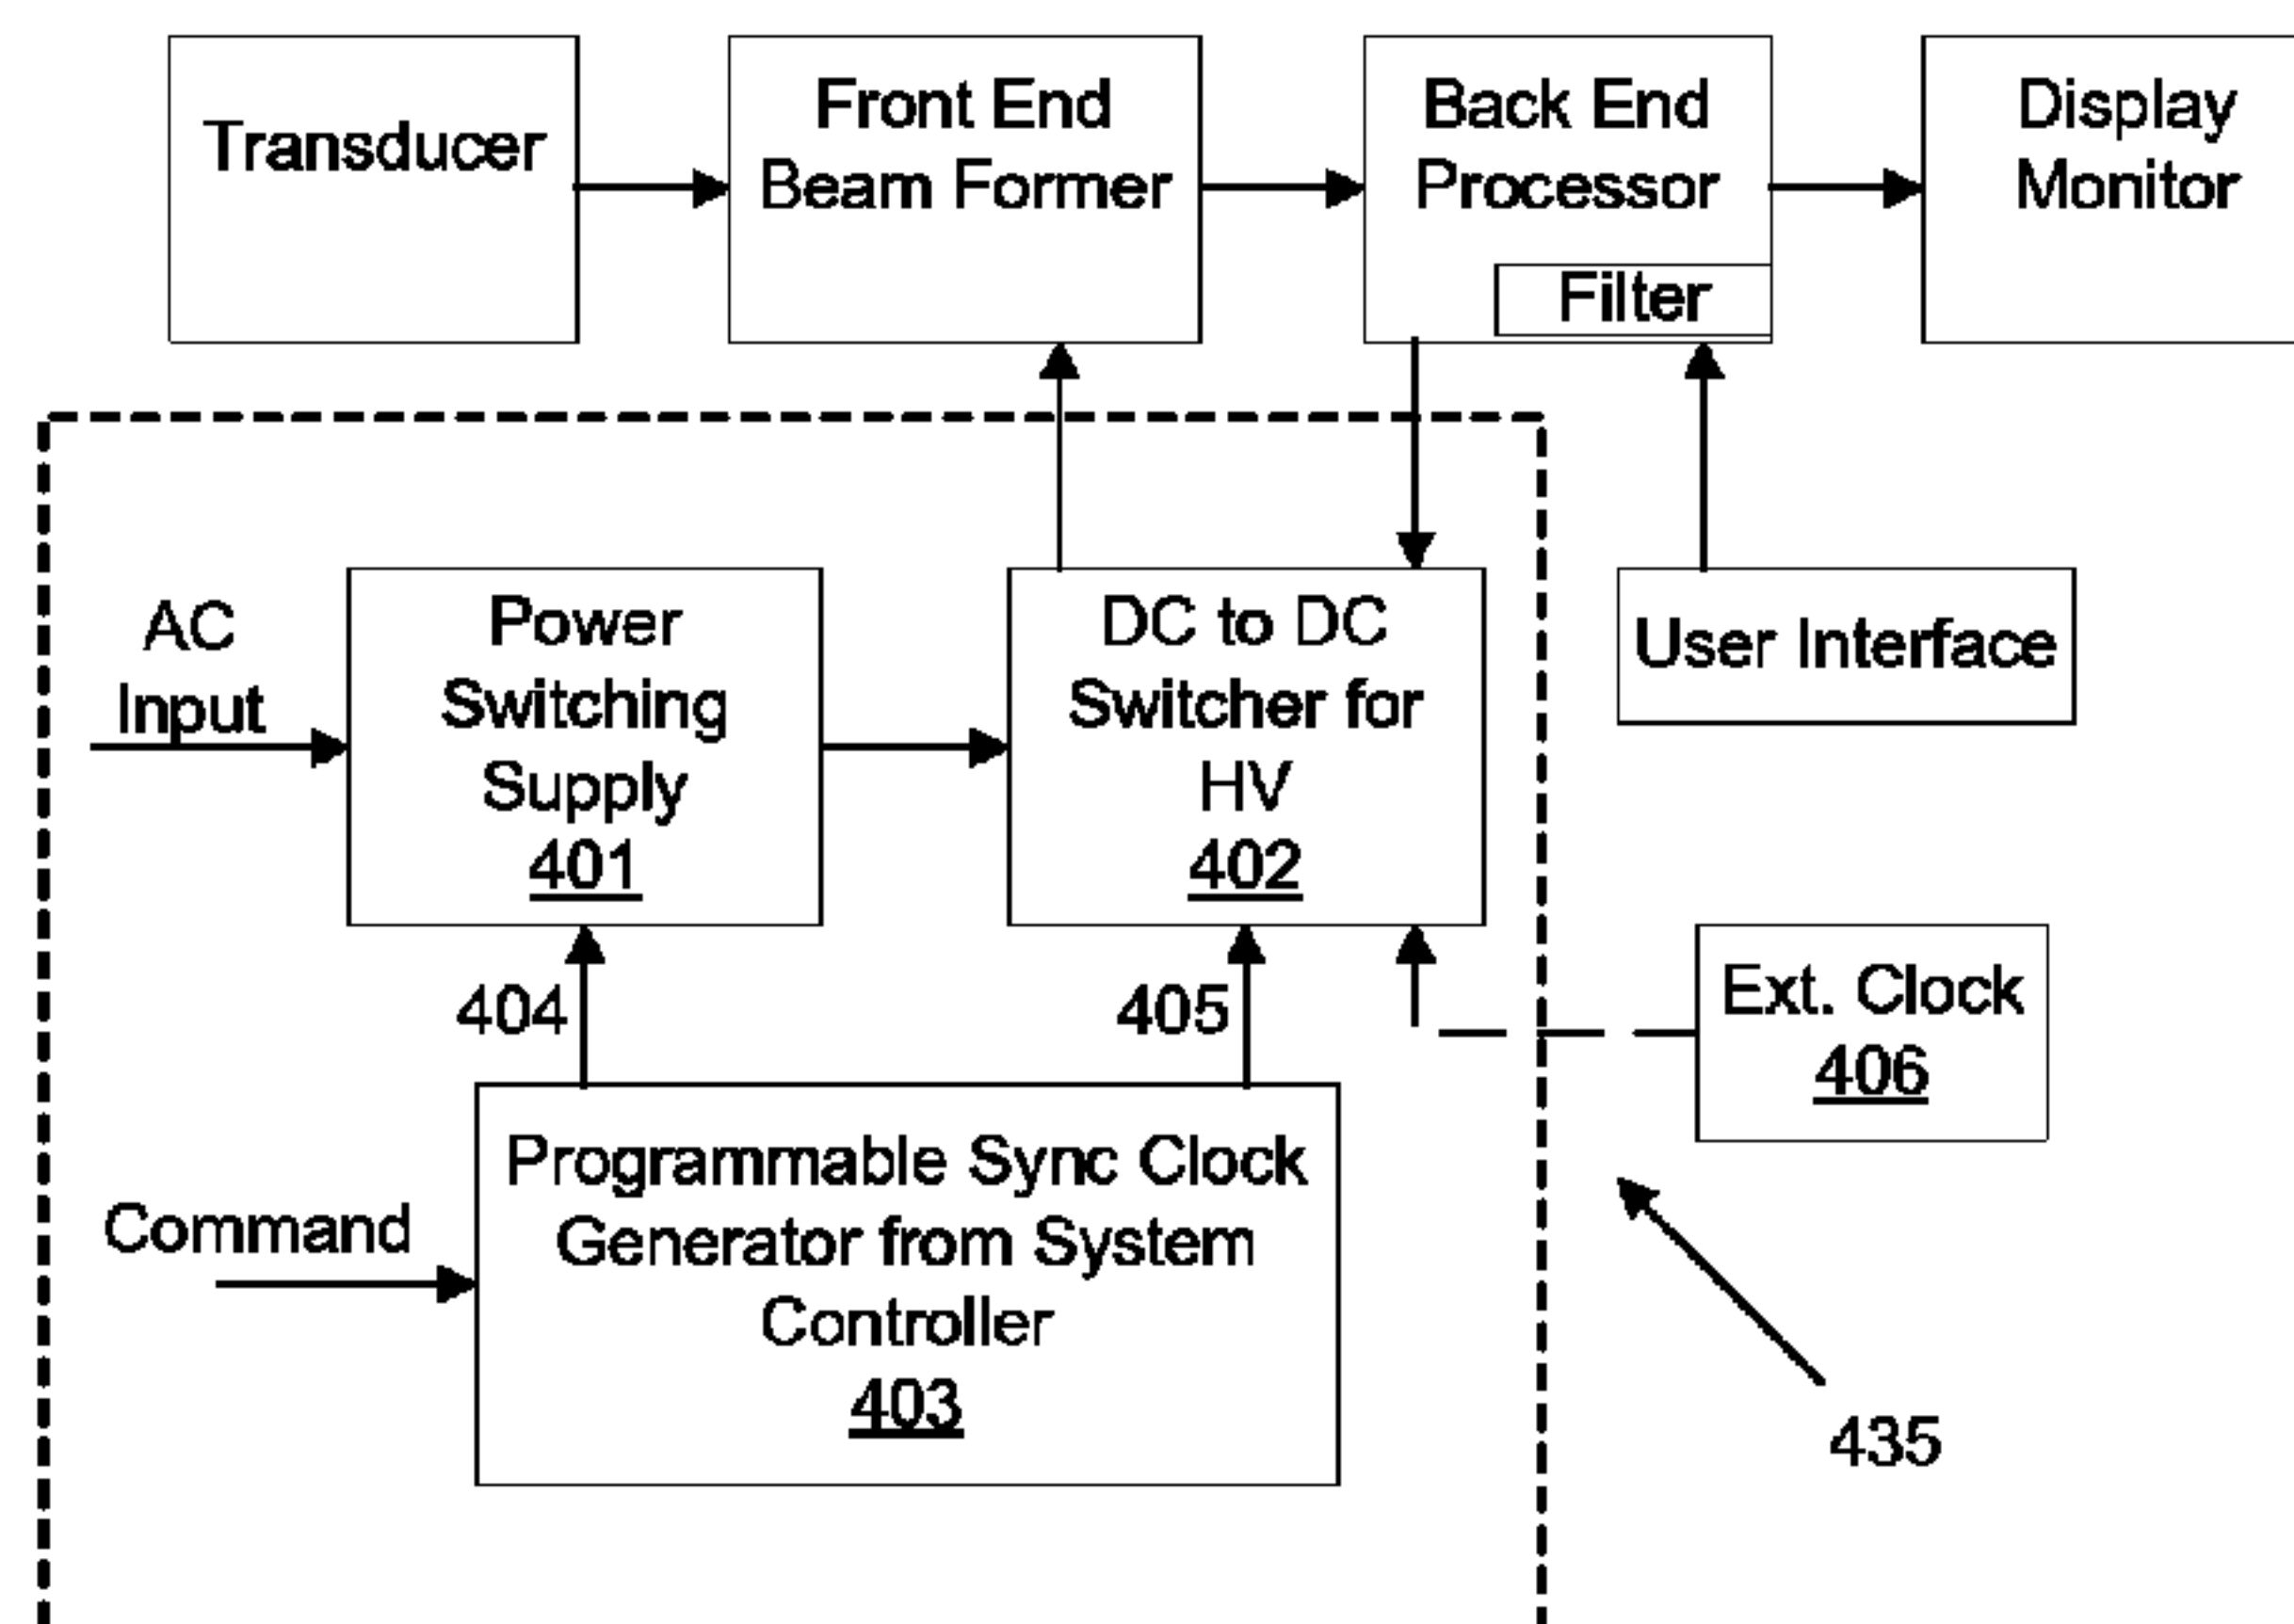 Transducer
Front End
Beam Former
Back End
Processor
Filter
Display
Monitor
AC
Input
Power
Switching
Supply
401
DC to DC
Switcher for
HV
402
User Interface
404
405
Ext. Clock
406
Command
Programmable Sync Clock
Generator from System
Controller
403
435